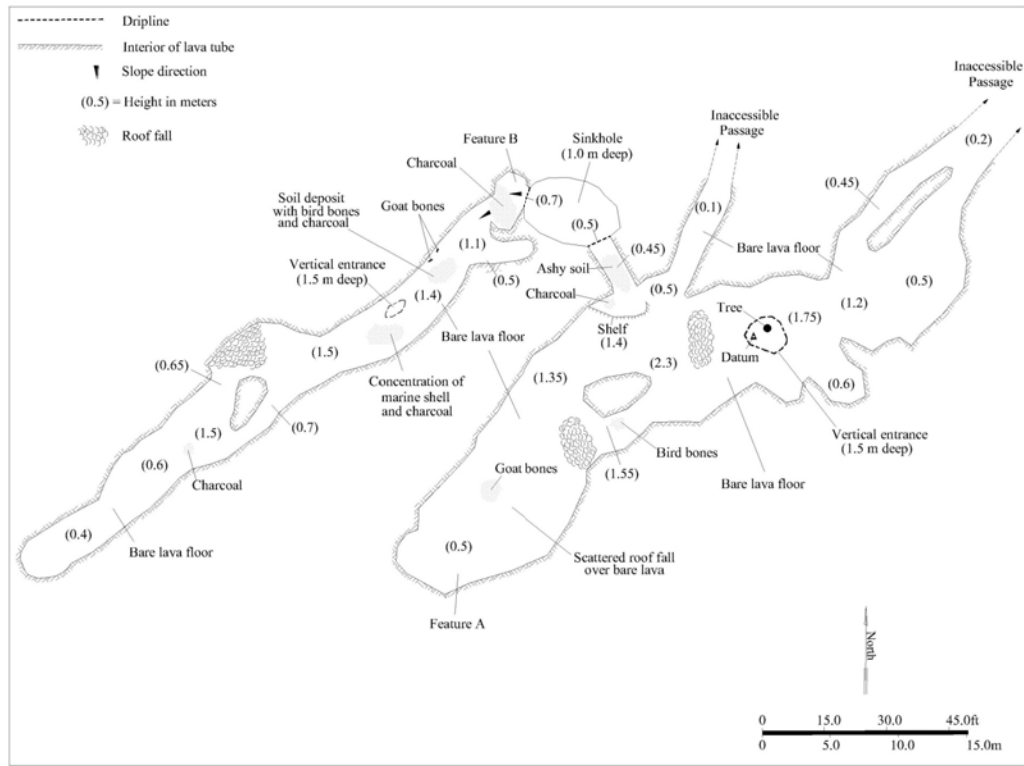 Dripline
Interior of lava tube
Slope direction
(0.5) = Height in meters
Roof fall
Inaccessible
Passage
(0.2)
Inaccessible
Passage
Feature B
Sinkhole
(1.0 m deep)
Charcoal
Soil deposit
with bird bones
and charcoal
Goat bones
(0.7)
(0.45)
(0.1)
(0.5)
(1.1)
(0.45)
Bare lava floor
Vertical entrance
(1.5 m deep)
Ashy soil
(0.5)
(0.5)
(0.5)
(1.4)
Charcoal
(1.2)
Tree
(1.75)
Shelf
(1.4)
Bare lava floor
(1.5)
Datum
(0.65)
(2.3)
(1.35)
Concentration of
marine shell
and charcoal
(0.6)
(0.7)
(1.5)
Vertical entrance
(1.5 m deep)
Bird bones
(0.6)
Goat bones
(1.55)
Charcoal
Bare lava floor
(0.4)
Bare lava floor
(0.5)
Scattered roof fall
over bare lava
Feature A
North
0 15.0 30.0 45.0ft
0 5.0 10.0 15.0m